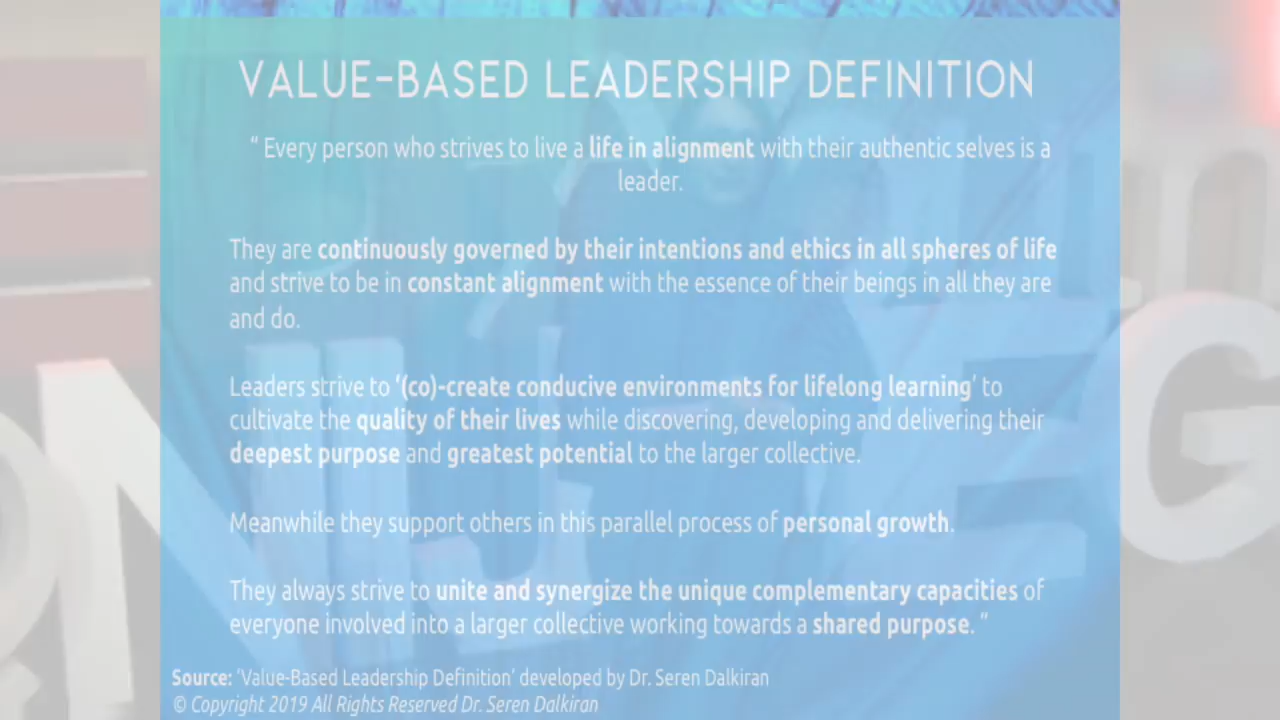 VALUE-BASED LEADERSHIP DEFINITION
“ Every person who strives to live a life in alignment with their authentic selves is a
leader.
They are continuously governed by their intentions and ethics in all spheres of life
and strive to be in constant alignment with the essence of their beings in all they are
and do.
Leaders strive to ‘(co)-create conducive environments for lifelong learning’ to
cultivate the quality of their lives while discovering, developing and delivering their
deepest purpose and greatest potential to the larger collective.
Meanwhile they support others in this parallel process of personal growth.
They always strive to unite and synergize the unique complementary capacities of
everyone involved into a larger collective working towards a shared purpose. ”
Source: ‘Value-Based Leadership Definition’ developed by Dr. Seren Dalkiran
© Copyright 2019 All Rights Reserved Dr. Seren Dalkiran